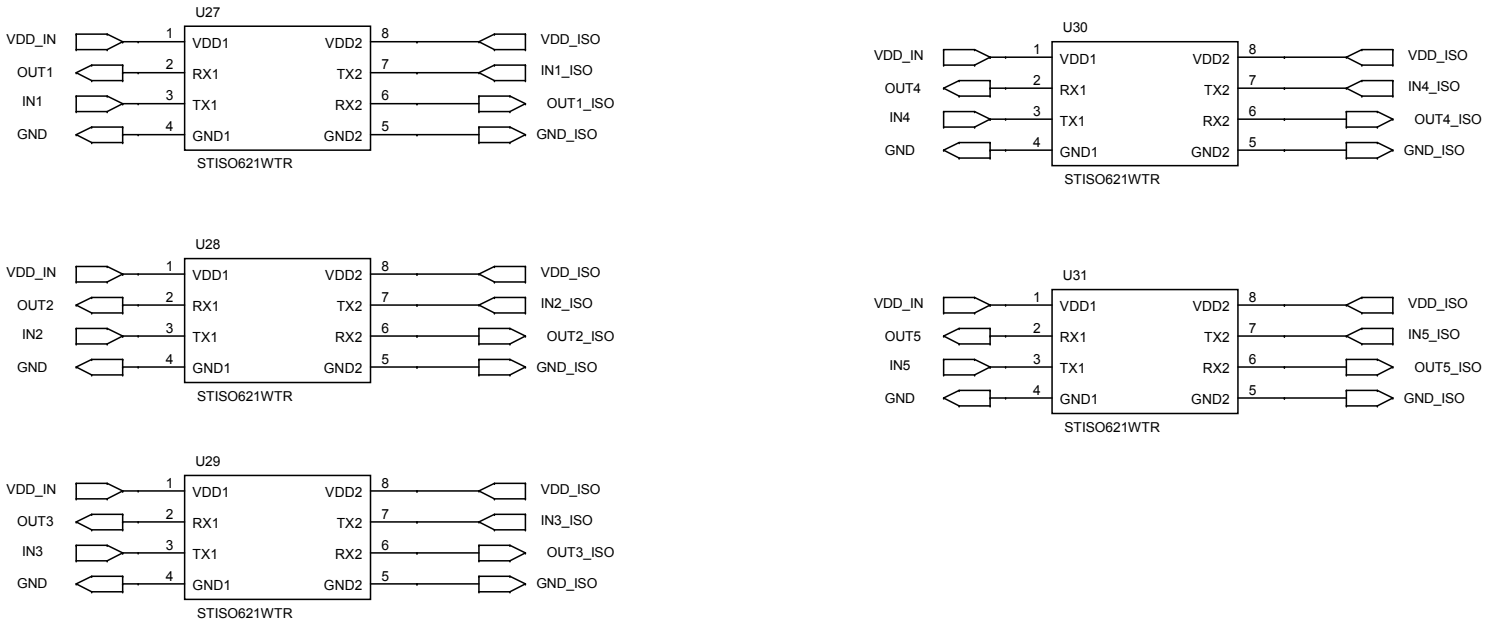 U27
VDD_IN 1 VDD1 VDD2 8 VDD_ISO
OUT1 2 RX1 TX2 7 IN1_ISO
IN1 3 TX1 RX2 6 OUT1_ISO
GND 4 GND1 GND2 5 GND_ISO
STISO621WTR
U28
VDD_IN 1 VDD1 VDD2 8 VDD_ISO
OUT2 2 RX1 TX2 7 IN2_ISO
IN2 3 TX1 RX2 6 OUT2_ISO
GND 4 GND1 GND2 5 GND_ISO
STISO621WTR
U29
VDD_IN 1 VDD1 VDD2 8 VDD_ISO
OUT3 2 RX1 TX2 7 IN3_ISO
IN3 3 TX1 RX2 6 OUT3_ISO
GND 4 GND1 GND2 5 GND_ISO
STISO621WTR
U30
VDD_IN 1 VDD1 VDD2 8 VDD_ISO
OUT4 2 RX1 TX2 7 IN4_ISO
IN4 3 TX1 RX2 6 OUT4_ISO
GND 4 GND1 GND2 5 GND_ISO
STISO621WTR
U31
VDD_IN 1 VDD1 VDD2 8 VDD_ISO
OUT5 2 RX1 TX2 7 IN5_ISO
IN5 3 TX1 RX2 6 OUT5_ISO
GND 4 GND1 GND2 5 GND_ISO
STISO621WTR